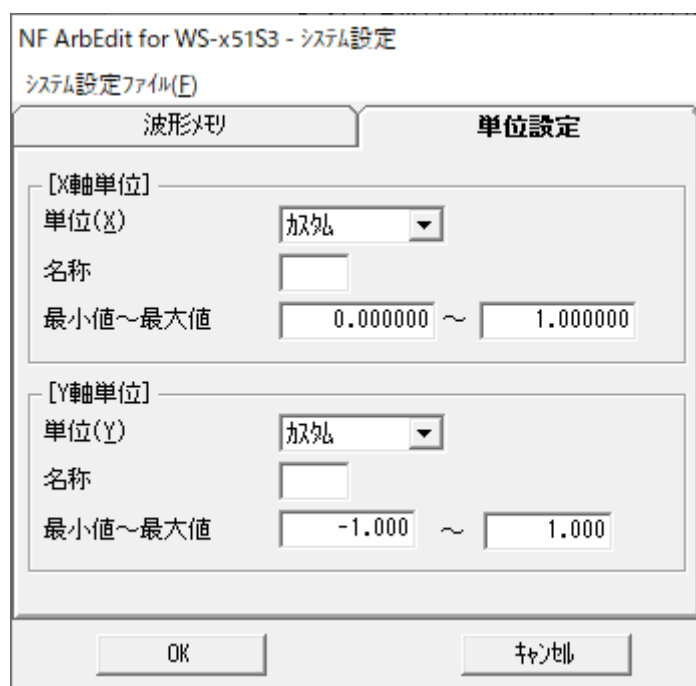 NF ArbEdit for WS-x51S3 - ｼｽﾃﾑ設定
ｼｽﾃﾑ設定ﾌｧｲﾙ(F)
波形ﾒﾓﾘ 単位設定
[X軸単位]
単位(X) ｶｽﾀﾑ
名称
最小値～最大値 0.000000 ～ 1.000000
[Y軸単位]
単位(Y) ｶｽﾀﾑ
名称
最小値～最大値 -1.000 ～ 1.000
OK ｷｬﾝｾﾙ